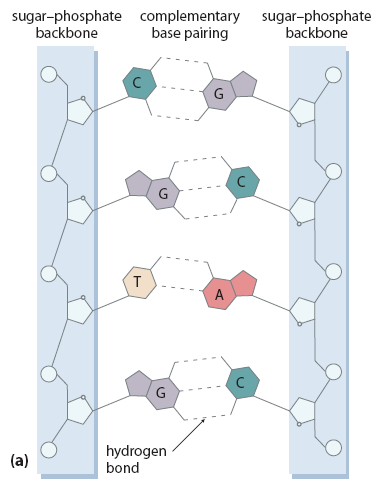 sugar–phosphate
backbone
complementary
base pairing
sugar–phosphate
backbone
C
G
G
C
T
A
G
C
(a)
hydrogen
bond